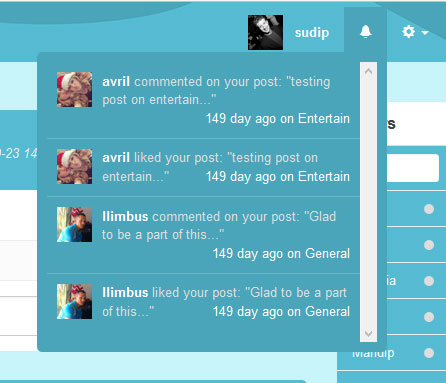 sudip
avril commented on your post: "testing
post on entertain..."
149 day ago on Entertain
avril liked your post: "testing post on
entertain..." 149 day ago on Entertain
llimbus commented on your post: "Glad
to be a part of this..."
149 day ago on General
llimbus liked your post: "Glad to be a part
of this..." 149 day ago on General
-23 14
s
ia
Mandip